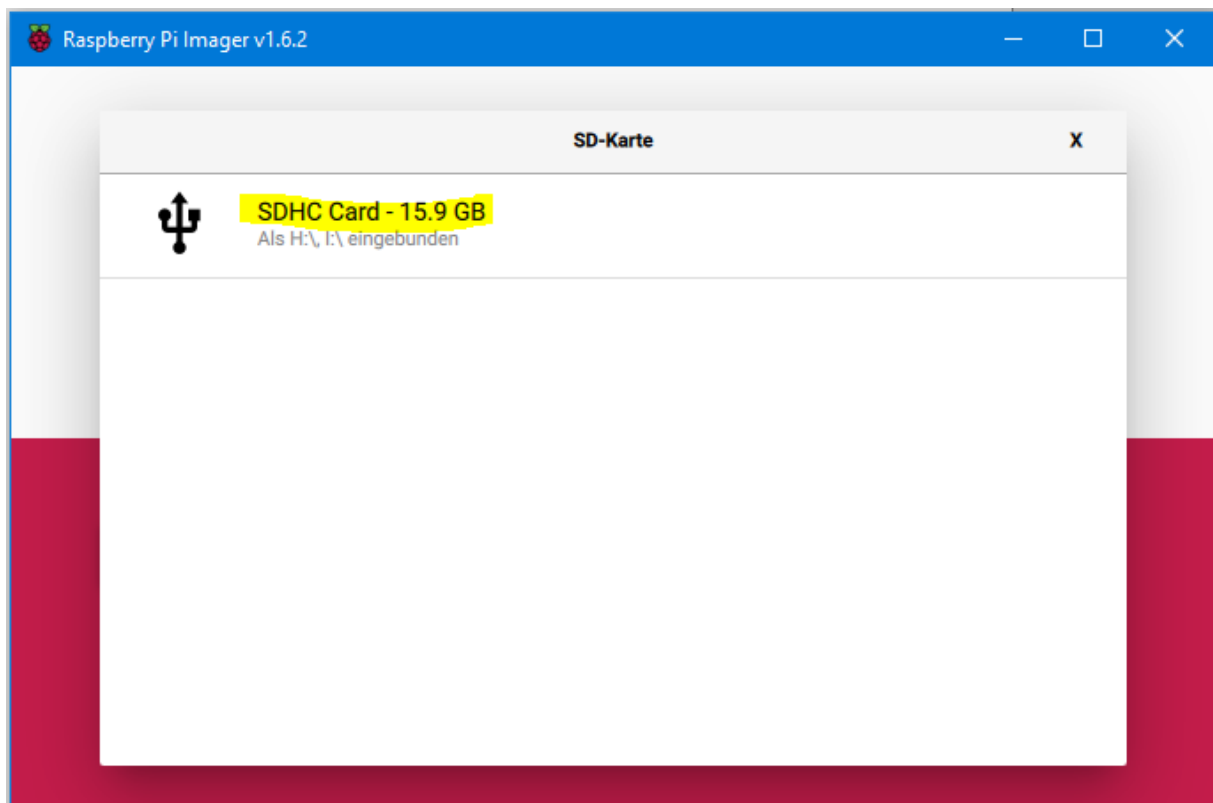 Raspberry Pi Imager v1.6.2
SD-Karte X
SDHC Card - 15.9 GB
Als H:\, I:\ eingebunden